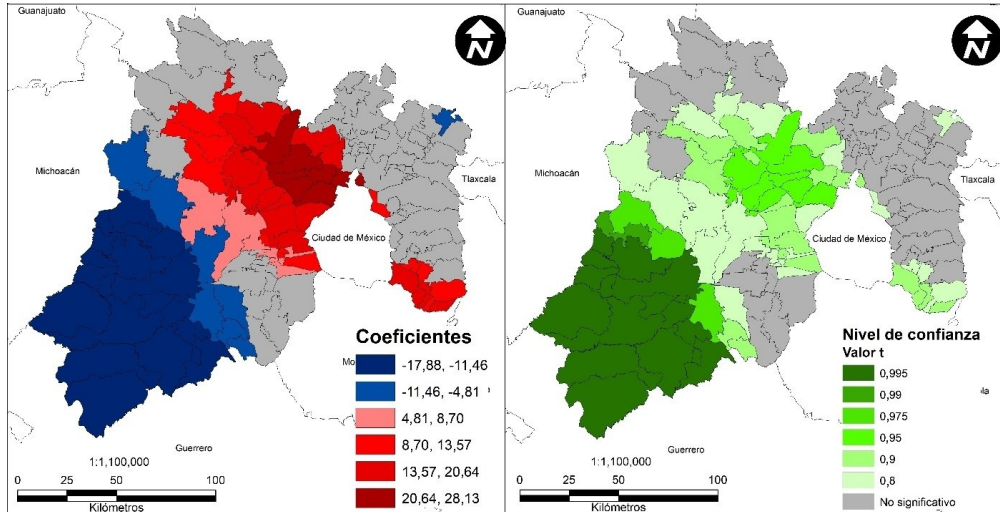 Guanajuato
N
Michoacán
Tlaxcala
Ciudad de México
Coeficientes
Mo
-17,88, -11,46
-11,46, -4,81
4,81, 8,70
8,70, 13,57
13,57, 20,64
20,64, 28,13
Guerrero
1:1,100,000
0 25 50 100
Kilómetros
Guanajuato
N
Michoacán
Tlaxcala
Ciudad de Mexico
Nivel de confianza
Valor t
0,995
0,99
0,975
0,95
0,9
0,8
No significativo
la
Guerrero
1:1,100,000
0 25 50 100
Kilómetros